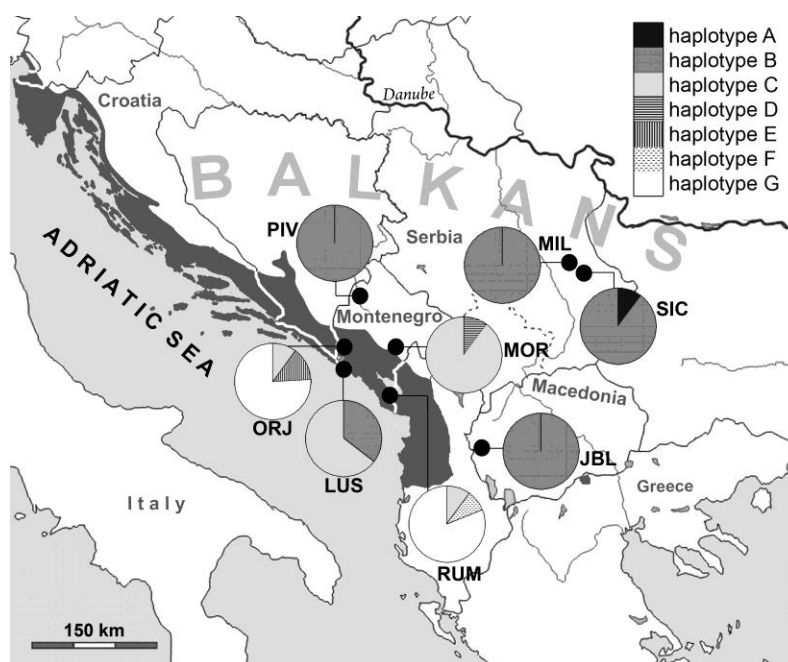 haplotype A
haplotype B
haplotype C
haplotype D
haplotype E
haplotype F
haplotype G
Danube
Croatia
BALKANS
PIV
Serbia
MIL
ADRIATIC SEA
Montenegro
SIC
MOR
Macedonia
ORJ
JBL
LUS
Greece
Italy
RUM
150 km